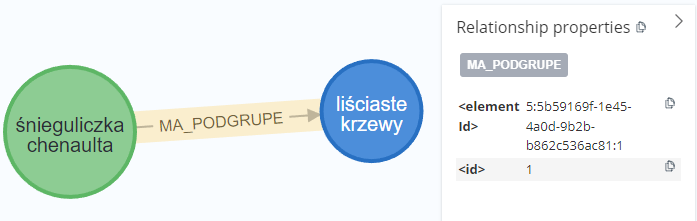 śnieguliczka
chenaulta
MA_PODGRUPE
liściaste
krzewy
Relationship properties
MA_PODGRUPE
<element Id> 5:5b59169f-1e45-
4a0d-9b2b-
b862c536ac81:1
<id> 1